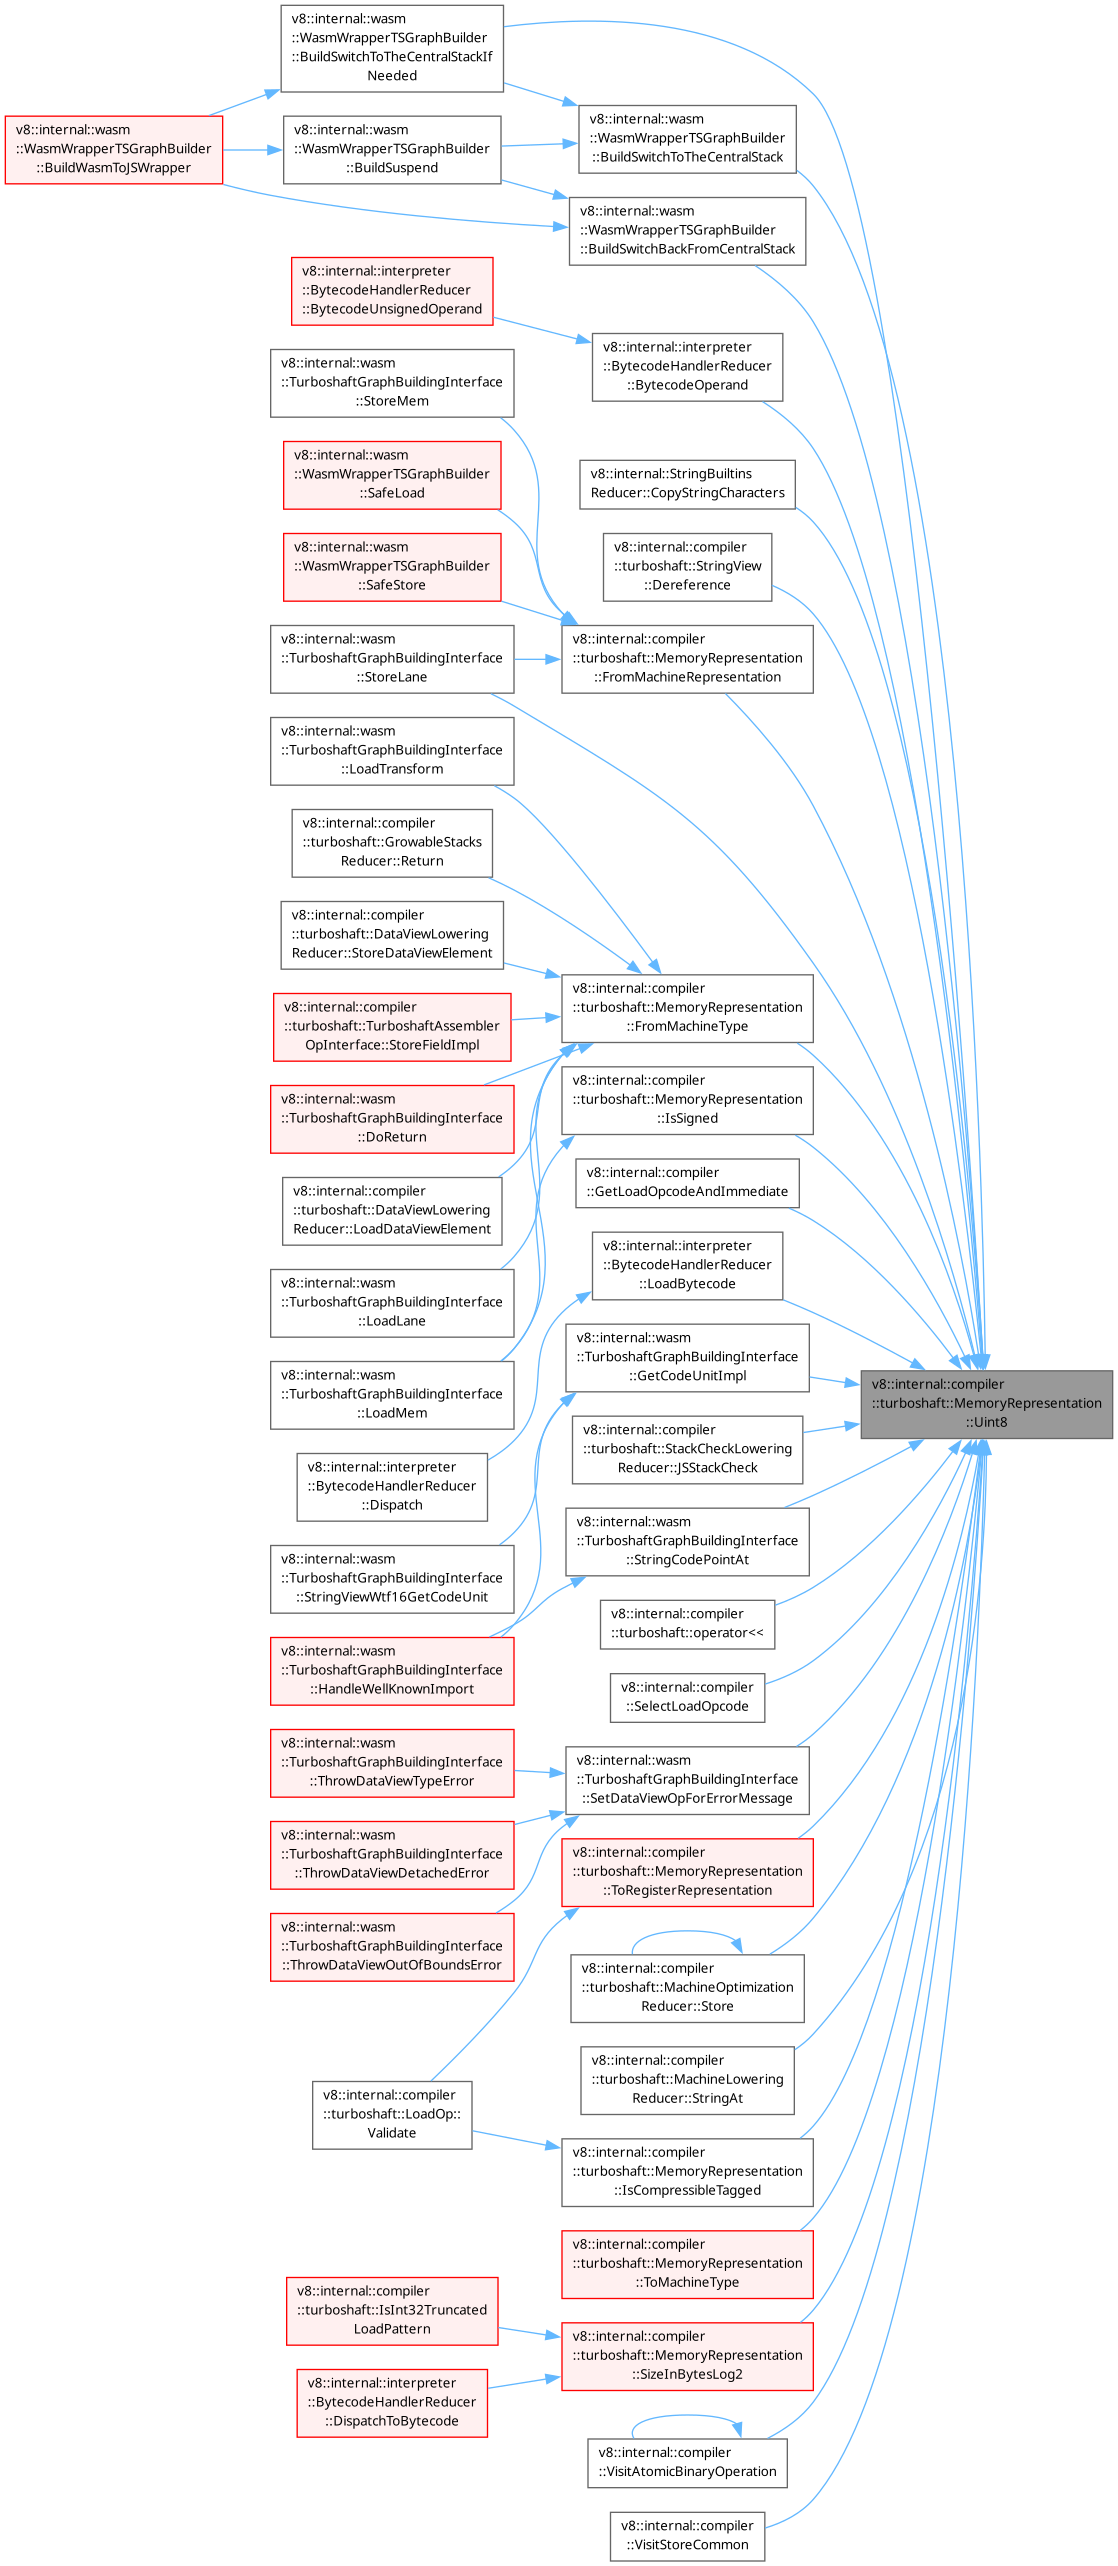 v8::internal::wasm
::WasmWrapperTSGraphBuilder
::BuildSwitchToTheCentralStackIf
Needed
v8::internal::wasm
::WasmWrapperTSGraphBuilder
::BuildSwitchToTheCentralStack
v8::internal::wasm
::WasmWrapperTSGraphBuilder
::BuildWasmToJSWrapper
v8::internal::wasm
::WasmWrapperTSGraphBuilder
::BuildSuspend
v8::internal::wasm
::WasmWrapperTSGraphBuilder
::BuildSwitchBackFromCentralStack
v8::internal::interpreter
::BytecodeHandlerReducer
::BytecodeUnsignedOperand
v8::internal::interpreter
::BytecodeHandlerReducer
::BytecodeOperand
v8::internal::wasm
::TurboshaftGraphBuildingInterface
::StoreMem
v8::internal::wasm
::WasmWrapperTSGraphBuilder
::SafeLoad
v8::internal::StringBuiltins
Reducer::CopyStringCharacters
v8::internal::wasm
::WasmWrapperTSGraphBuilder
::SafeStore
v8::internal::compiler
::turboshaft::StringView
::Dereference
v8::internal::wasm
::TurboshaftGraphBuildingInterface
::StoreLane
v8::internal::compiler
::turboshaft::MemoryRepresentation
::FromMachineRepresentation
v8::internal::wasm
::TurboshaftGraphBuildingInterface
::LoadTransform
v8::internal::compiler
::turboshaft::GrowableStacks
Reducer::Return
v8::internal::compiler
::turboshaft::DataViewLowering
Reducer::StoreDataViewElement
v8::internal::compiler
::turboshaft::MemoryRepresentation
::FromMachineType
v8::internal::compiler
::turboshaft::TurboshaftAssembler
OpInterface::StoreFieldImpl
v8::internal::compiler
::turboshaft::MemoryRepresentation
::IsSigned
v8::internal::wasm
::TurboshaftGraphBuildingInterface
::DoReturn
v8::internal::compiler
::GetLoadOpcodeAndImmediate
v8::internal::compiler
::turboshaft::DataViewLowering
Reducer::LoadDataViewElement
v8::internal::interpreter
::BytecodeHandlerReducer
::LoadBytecode
v8::internal::wasm
::TurboshaftGraphBuildingInterface
::LoadLane
v8::internal::wasm
::TurboshaftGraphBuildingInterface
::GetCodeUnitImpl
v8::internal::wasm
::TurboshaftGraphBuildingInterface
::LoadMem
v8::internal::compiler
::turboshaft::MemoryRepresentation
::Uint8
v8::internal::compiler
::turboshaft::StackCheckLowering
Reducer::JSStackCheck
v8::internal::interpreter
::BytecodeHandlerReducer
::Dispatch
v8::internal::wasm
::TurboshaftGraphBuildingInterface
::StringCodePointAt
v8::internal::wasm
::TurboshaftGraphBuildingInterface
::StringViewWtf16GetCodeUnit
v8::internal::compiler
::turboshaft::operator<<
v8::internal::wasm
::TurboshaftGraphBuildingInterface
::HandleWellKnownImport
v8::internal::compiler
::SelectLoadOpcode
v8::internal::wasm
::TurboshaftGraphBuildingInterface
::ThrowDataViewTypeError
v8::internal::wasm
::TurboshaftGraphBuildingInterface
::SetDataViewOpForErrorMessage
v8::internal::wasm
::TurboshaftGraphBuildingInterface
::ThrowDataViewDetachedError
v8::internal::compiler
::turboshaft::MemoryRepresentation
::ToRegisterRepresentation
v8::internal::wasm
::TurboshaftGraphBuildingInterface
::ThrowDataViewOutOfBoundsError
v8::internal::compiler
::turboshaft::MachineOptimization
Reducer::Store
v8::internal::compiler
::turboshaft::MachineLowering
Reducer::StringAt
v8::internal::compiler
::turboshaft::LoadOp::
Validate
v8::internal::compiler
::turboshaft::MemoryRepresentation
::IsCompressibleTagged
v8::internal::compiler
::turboshaft::MemoryRepresentation
::ToMachineType
v8::internal::compiler
::turboshaft::IsInt32Truncated
LoadPattern
v8::internal::compiler
::turboshaft::MemoryRepresentation
::SizeInBytesLog2
v8::internal::interpreter
::BytecodeHandlerReducer
::DispatchToBytecode
v8::internal::compiler
::VisitAtomicBinaryOperation
v8::internal::compiler
::VisitStoreCommon